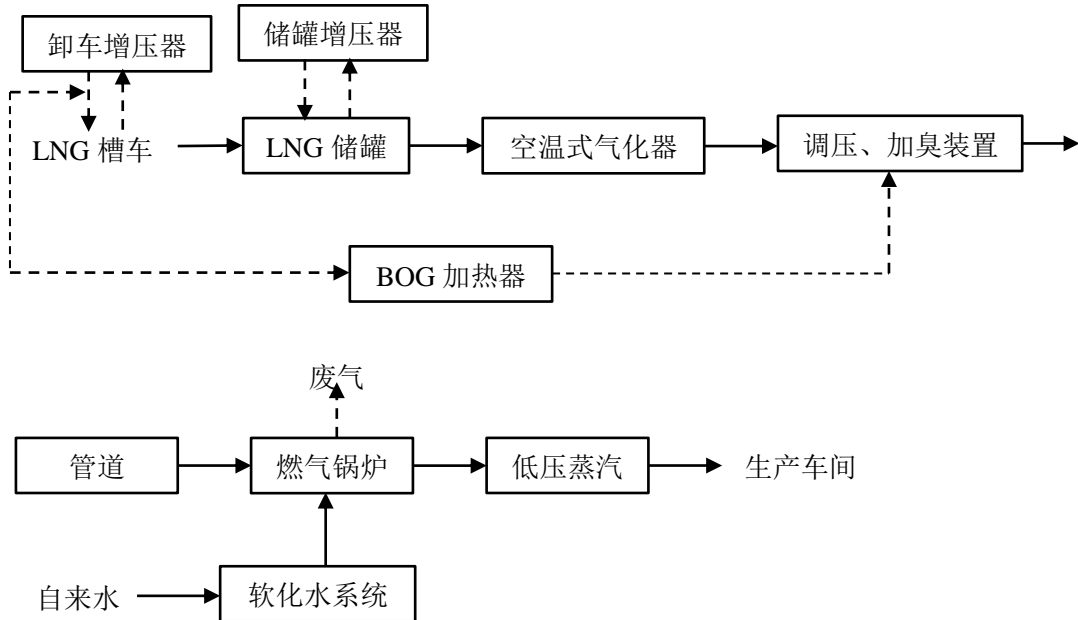 卸车增压器
储罐增压器
LNG 槽车
LNG 储罐
空温式气化器
调压、加臭装置
BOG 加热器
废气
管道
燃气锅炉
低压蒸汽
生产车间
自来水
软化水系统